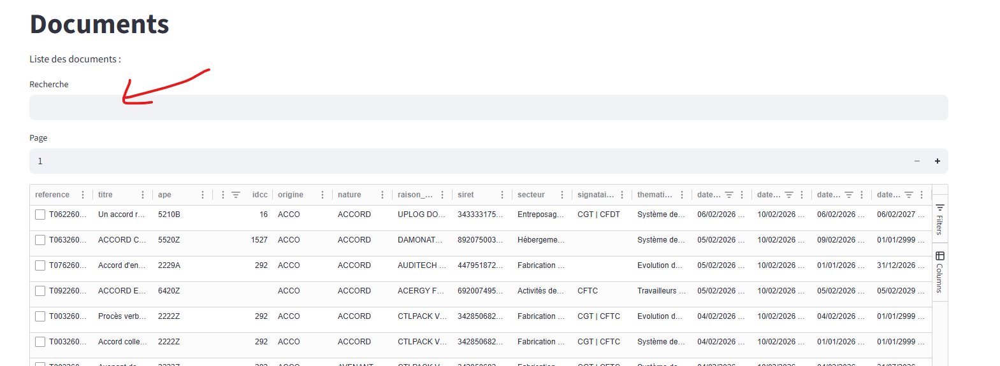 Documents
Liste des documents :
Recherche
Page
1
reference titre ape idcc origine nature raison_... siret secteur signatai... themati... date... date... date... date...
T062260... Un accord r... 5210B 16 ACCO ACCORD UPLOG DO... 343333175... Entreposag... CGT | CFDT Système de... 06/02/2026 ... 10/02/2026 ... 06/02/2026 ... 06/02/2027 ...
T063260... ACCORD C... 5520Z 1527 ACCO ACCORD DAMONAT... 892075003... Hébergeme... Système de... 05/02/2026 ... 10/02/2026 ... 09/02/2026 ... 01/01/2999 ...
T076260... Accord d'en... 2229A 292 ACCO ACCORD AUDITECH ... 447951872... Fabrication ... Evolution d... 05/02/2026 ... 10/02/2026 ... 01/01/2026 ... 31/12/2026 ...
T092260... ACCORD E... 6420Z ACCO ACCORD ACERGY F... 692007495... Activités de... CFTC Travailleurs ... 05/02/2026 ... 10/02/2026 ... 05/02/2026 ... 05/02/2029 ...
T003260... Procès verb... 2222Z 292 ACCO ACCORD CTLPACK V... 342850682... Fabrication ... CGT | CFTC Evolution d... 04/02/2026 ... 10/02/2026 ... 04/02/2026 ... 01/01/2999 ...
T003260... Accord colle... 2222Z 292 ACCO ACCORD CTLPACK V... 342850682... Fabrication ... CGT | CFTC Système de... 04/02/2026 ... 10/02/2026 ... 01/01/2026 ... 01/01/2999 ...
Filters
Columns